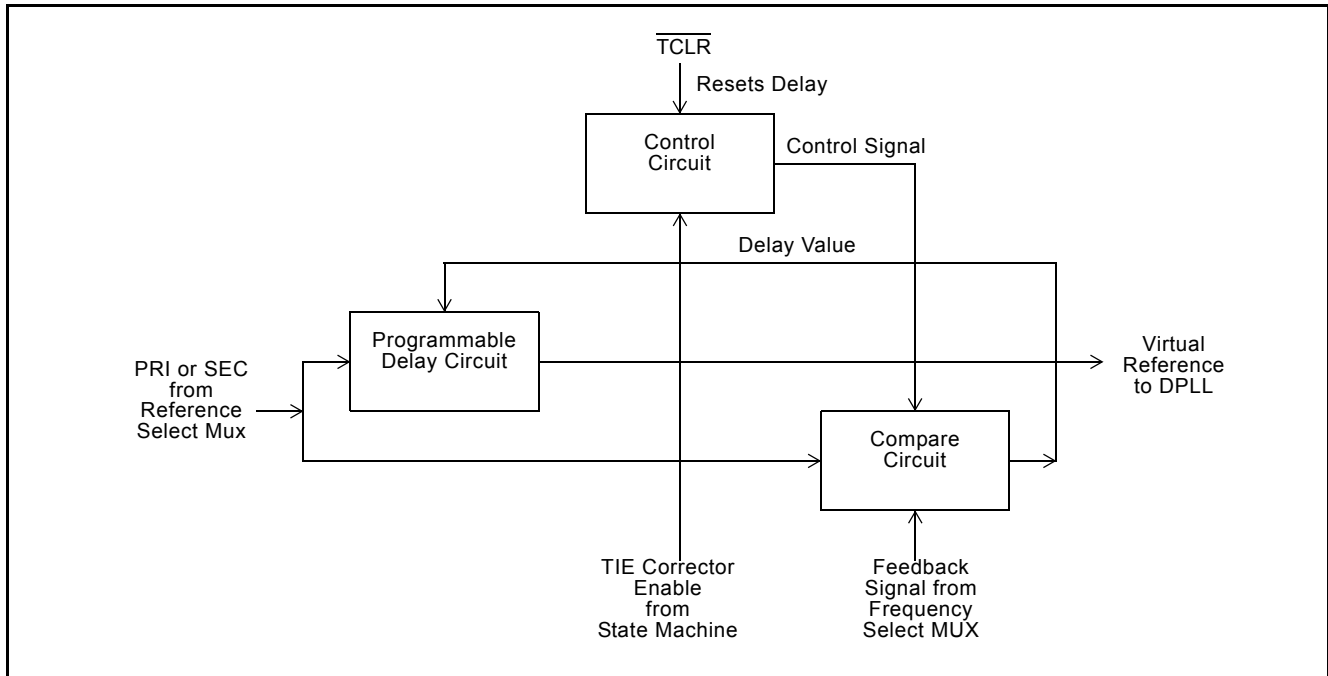 TCLR
Resets Delay
Control
Circuit
Control Signal
Delay Value
Programmable
Delay Circuit
PRI or SEC
from
Reference
Select Mux
Virtual
Reference
to DPLL
Compare
Circuit
TIE Corrector
Enable
from
State Machine
Feedback
Signal from
Frequency
Select MUX